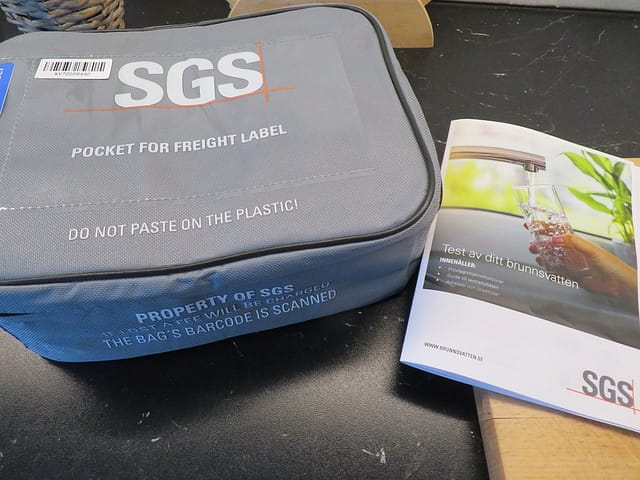 SGS
POCKET FOR FREIGHT LABEL
DO NOT PASTE ON THE PLASTIC!
PROPERTY OF SGS
IF LOST A FEE WILL BE CHARGED
THE BAG'S BARCODE IS SCANNED
Test av ditt brunnsvatten
INNEHÅLLER:
WWW.BRUNNSVATTEN.SE
SGS